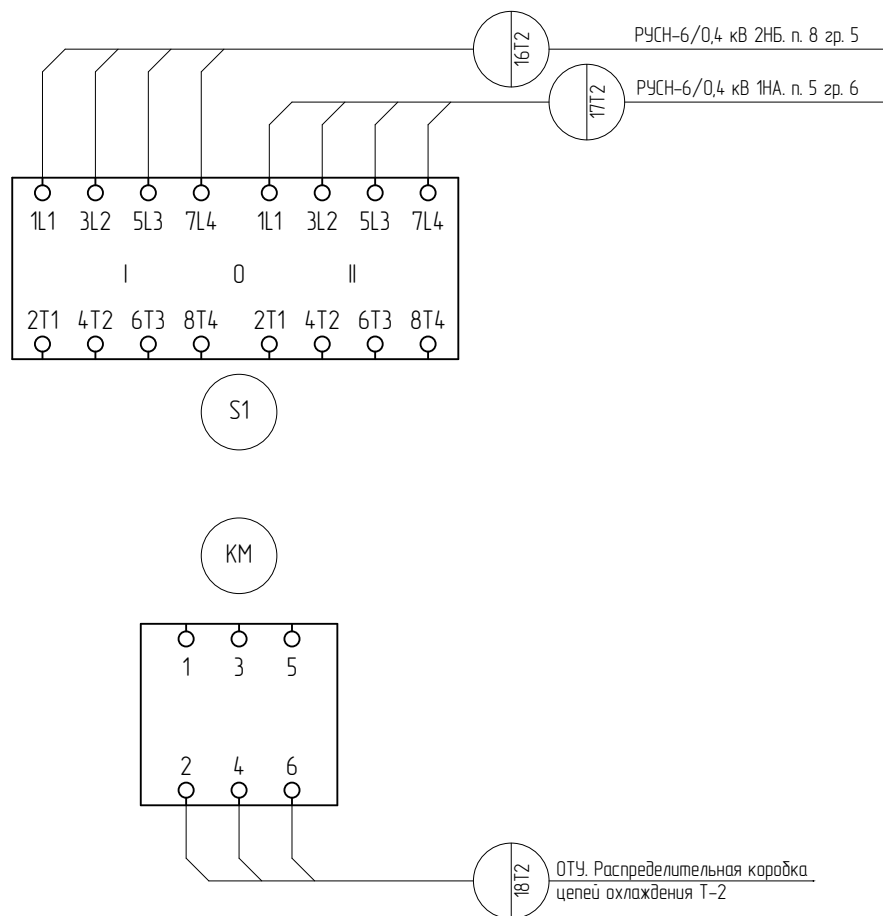 16Т2
РУСН-6/0,4 кВ 2НБ. п. 8 гр. 5
17Т2
РУСН-6/0,4 кВ 1НА. п. 5 гр. 6
1L1 3L2 5L3 7L4 1L1 3L2 5L3 7L4
I 0 II
2T1 4T2 6T3 8T4 2T1 4T2 6T3 8T4
S1
КМ
1 3 5
2 4 6
18Т2
ОТУ. Распределительная коробка
цепей охлаждения Т-2